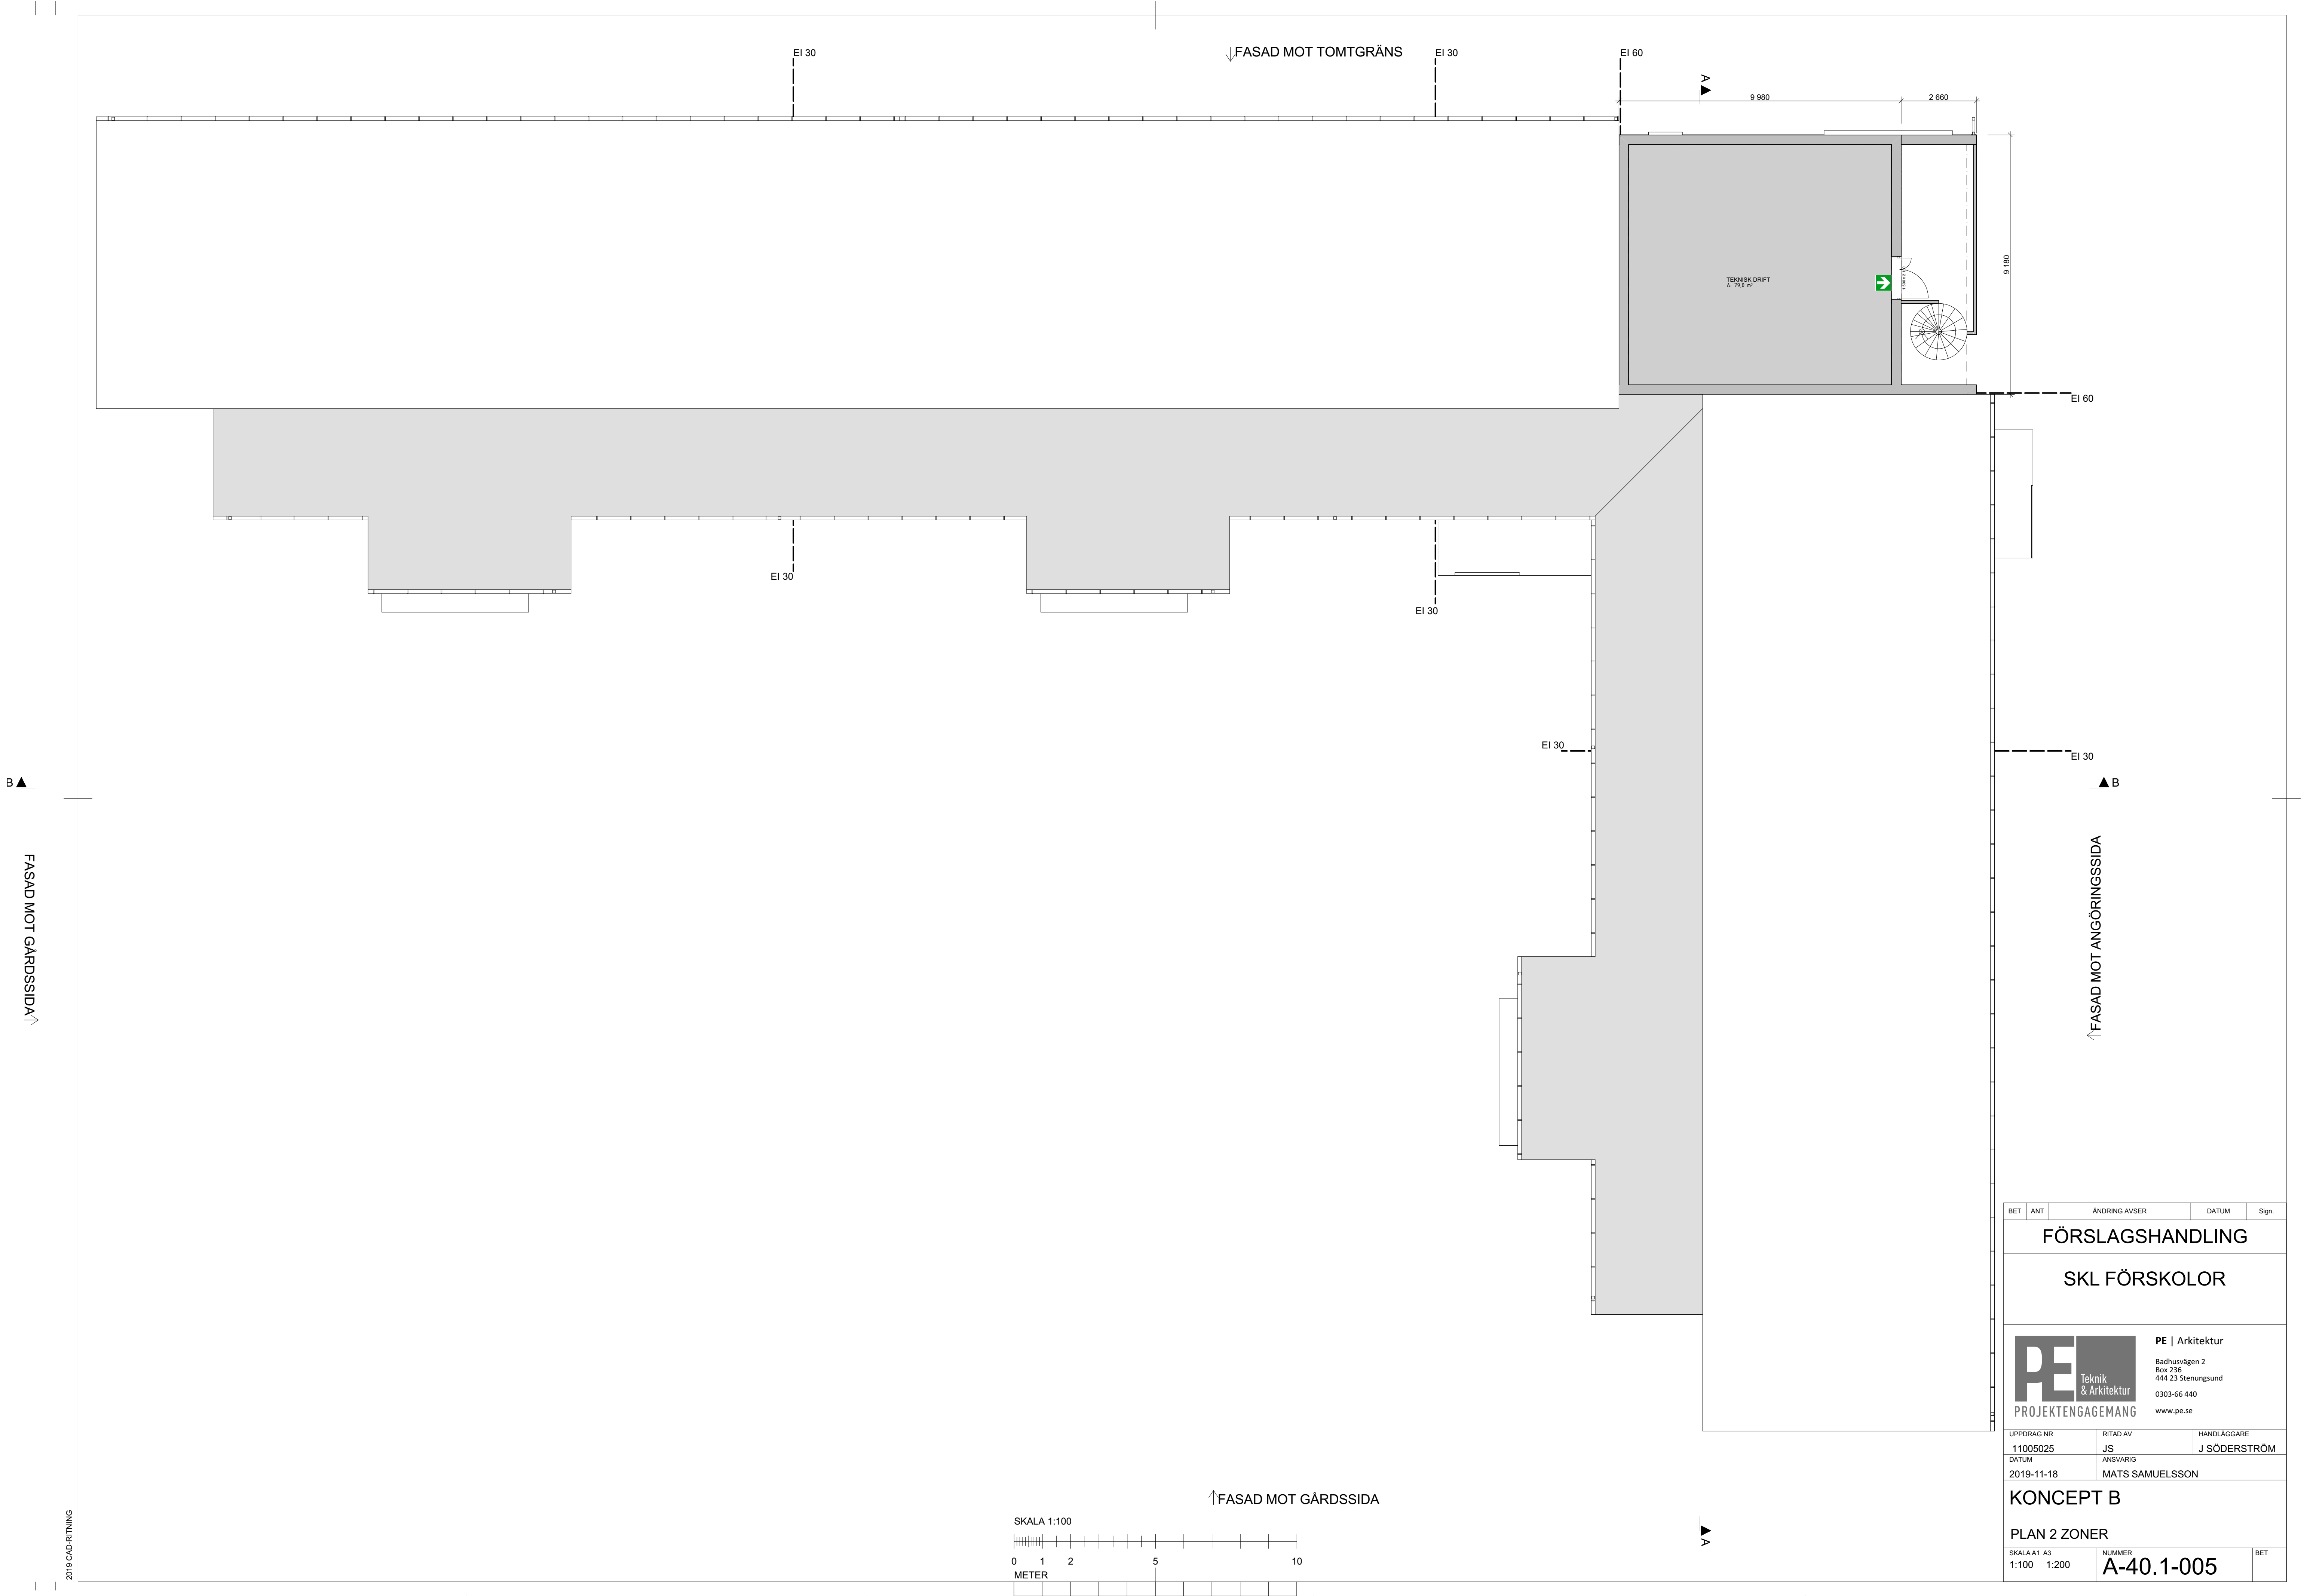 EI 30
FASAD MOT TOMTGRÄNS
EI 30
EI 60
A
9 980
2 660
9 180
TEKNISK DRIFT
A: 79,0 m²
EI 60
EI 30
EI 30
EI 30
EI 30
B
B
FASAD MOT GÅRDSSIDA
FASAD MOT ANGÖRINGSSIDA
BET ANT ÄNDRING AVSER DATUM Sign.
FÖRSLAGSHANDLING
SKL FÖRSKOLOR
PE
Teknik
& Arkitektur
PROJEKTENGAGEMANG
PE | Arkitektur
Badhusvägen 2
Box 236
444 23 Stenungsund
0303-66 440
www.pe.se
UPPDRAG NR RITAD AV HANDLÄGGARE
11005025 JS J SÖDERSTRÖM
DATUM ANSVARIG
2019-11-18 MATS SAMUELSSON
KONCEPT B
PLAN 2 ZONER
SKALA A1 A3 NUMMER BET
1:100 1:200 A-40.1-005
FASAD MOT GÅRDSSIDA
SKALA 1:100
0 1 2 5 10
METER
A
2019 CAD-RITNING